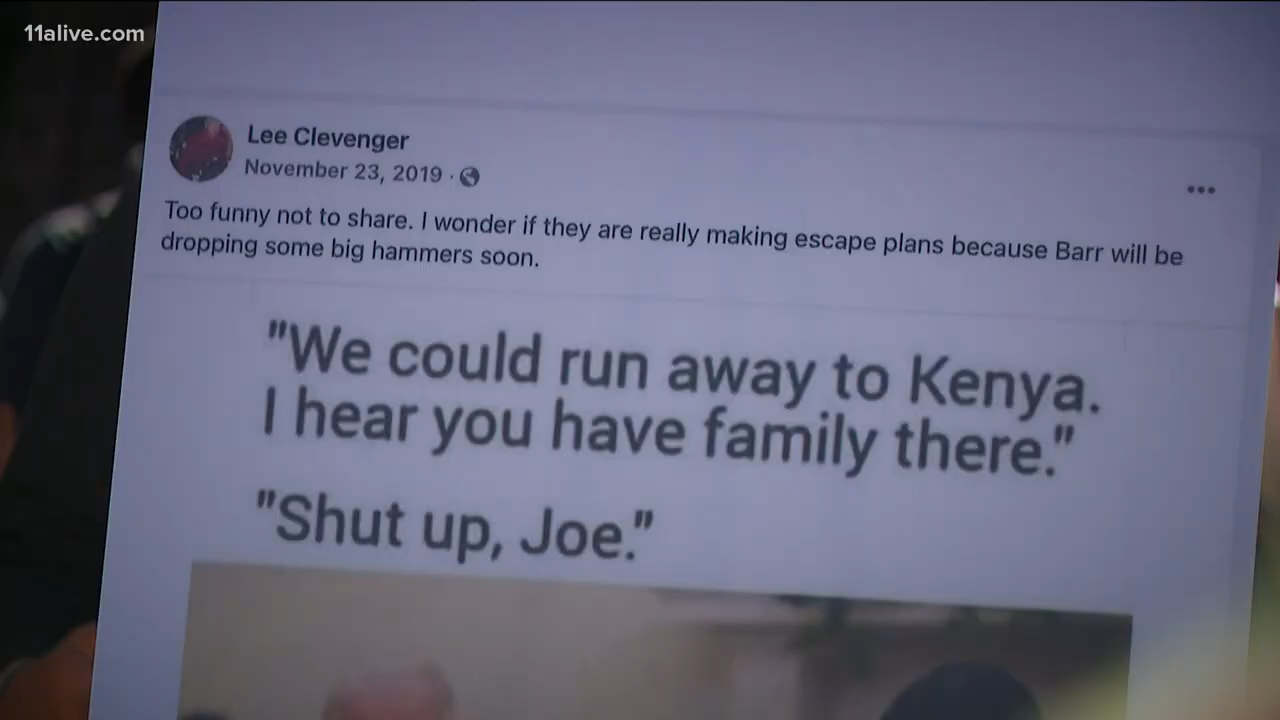 11alive.com
Lee Clevenger
November 23, 2019 ·
Too funny not to share. I wonder if they are really making escape plans because Barr will be
dropping some big hammers soon.
"We could run away to Kenya.
I hear you have family there."
"Shut up, Joe."